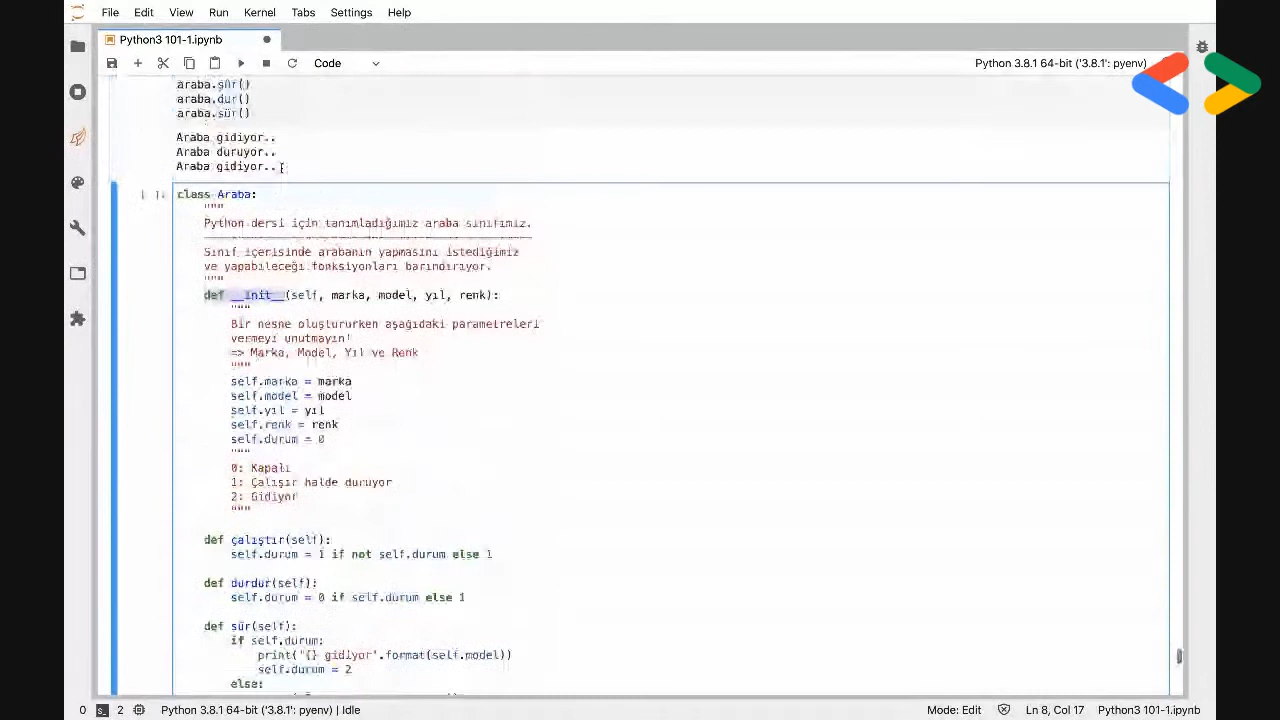 File Edit View Run Kernel Tabs Settings Help
Python3 101-1.ipynb
Code
Python 3.8.1 64-bit ('3.8.1': pyenv)
araba.sür()
araba.dur()
araba.sür()
Araba gidiyor..
Araba duruyor..
Araba gidiyor..
[ ]: class Araba:
"""
Python dersi için tanımladığımız araba sınıfımız.
Sınıf içerisinde arabanın yapmasını istediğimiz
ve yapabileceği fonksiyonları barındırıyor.
"""
def __init__(self, marka, model, yıl, renk):
"""
Bir nesne oluştururken aşağıdaki parametreleri
vermeyi unutmayın!
=> Marka, Model, Yıl ve Renk
"""
self.marka = marka
self.model = model
self.yıl = yıl
self.renk = renk
self.durum = 0
"""
0: Kapalı
1: Çalışır halde duruyor
2: Gidiyor
"""
def çalıştır(self):
self.durum = 1 if not self.durum else 1
def durdur(self):
self.durum = 0 if self.durum else 1
def sür(self):
if self.durum:
print("{} gidiyor".format(self.model))
self.durum = 2
else:
0 2 Python 3.8.1 64-bit ('3.8.1': pyenv) | Idle
Mode: Edit Ln 8, Col 17 Python3 101-1.ipynb